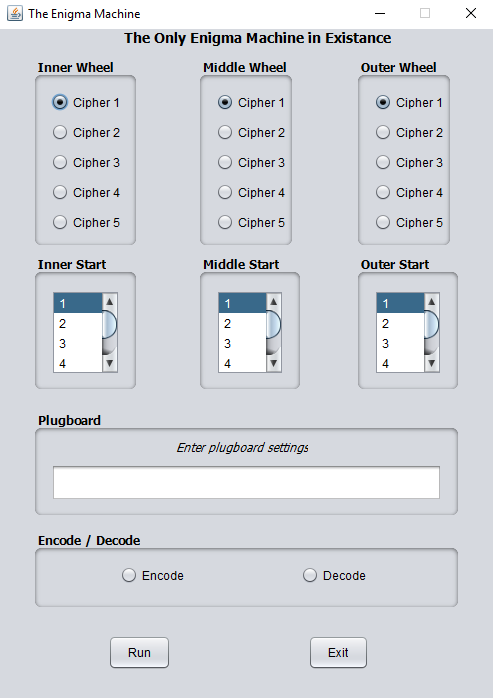 The Enigma Machine
The Only Enigma Machine in Existance
Inner Wheel Middle Wheel Outer Wheel
Cipher 1 Cipher 1 Cipher 1
Cipher 2 Cipher 2 Cipher 2
Cipher 3 Cipher 3 Cipher 3
Cipher 4 Cipher 4 Cipher 4
Cipher 5 Cipher 5 Cipher 5
Inner Start Middle Start Outer Start
1 1 1
2 2 2
3 3 3
4 4 4
Plugboard
Enter plugboard settings
Encode / Decode
Encode Decode
Run Exit